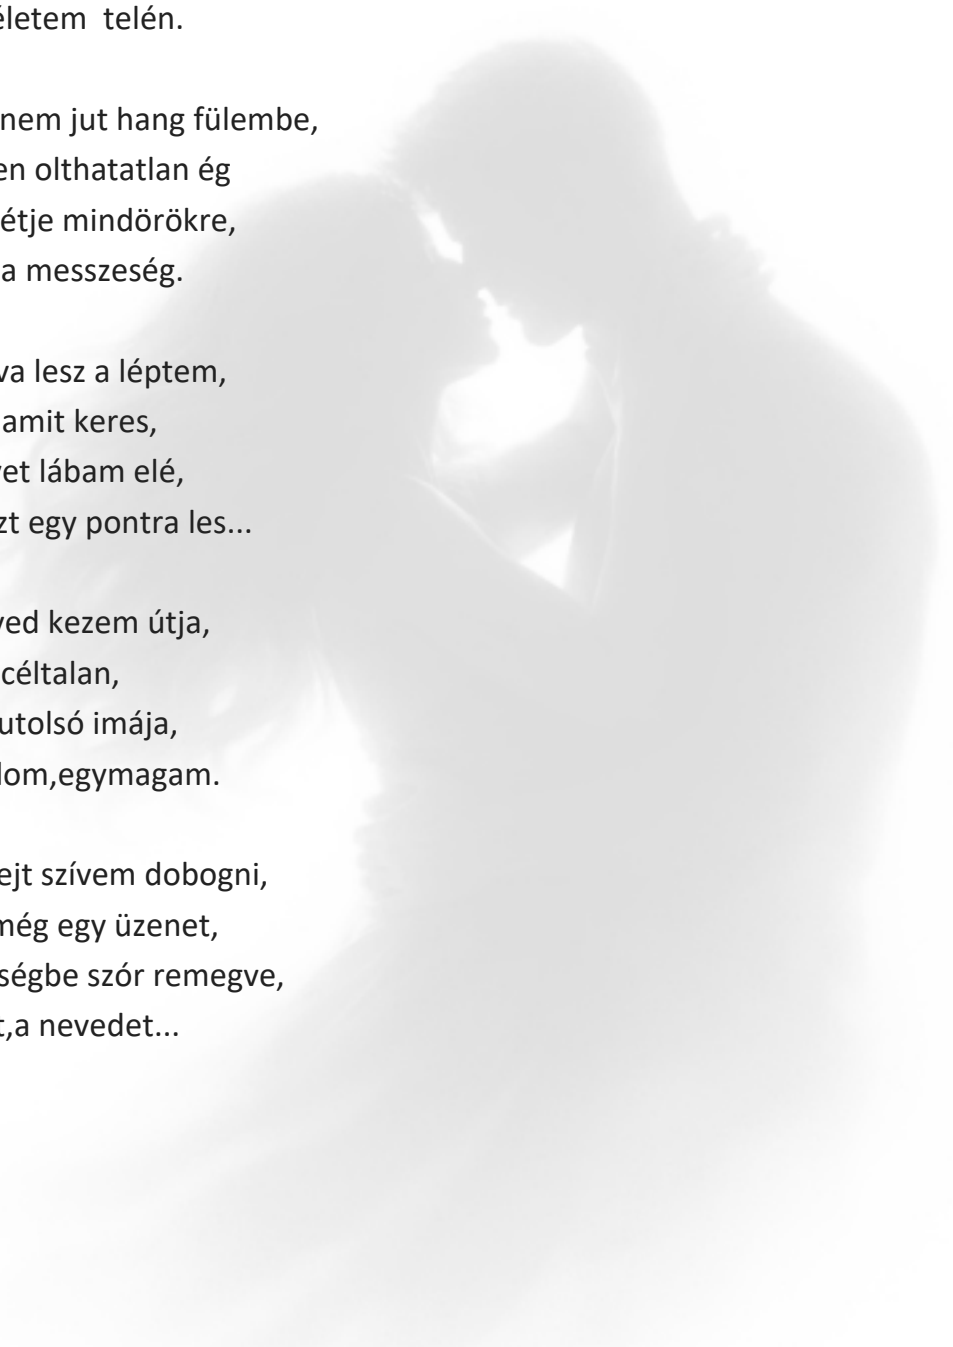 életem telén.
nem jut hang fülembe,
en olthatatlan ég
étje mindörökre,
a messzeség.
va lesz a léptem,
amit keres,
vet lábam elé,
zt egy pontra les...
ved kezem útja,
céltalan,
utolsó imája,
lom,egymagam.
ejt szívem dobogni,
még egy üzenet,
ségbe szór remegve,
t,a nevedet...